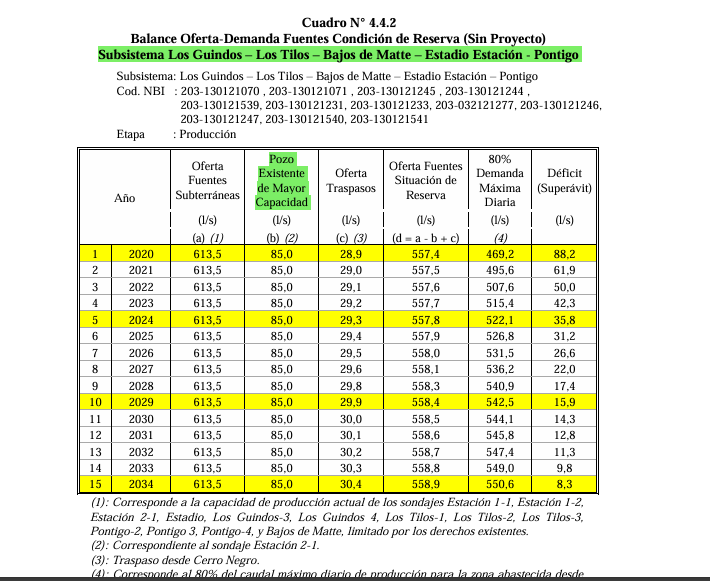 Cuadro N° 4.4.2
Balance Oferta-Demanda Fuentes Condición de Reserva (Sin Proyecto)
Subsistema Los Guindos – Los Tilos – Bajos de Matte – Estadio Estación - Pontigo
Subsistema: Los Guindos – Los Tilos – Bajos de Matte – Estadio Estación – Pontigo
Cod. NBI : 203-130121070 , 203-130121071 , 203-130121245 , 203-130121244 ,
203-130121539, 203-130121231, 203-130121233, 203-032121277, 203-130121246,
203-130121247, 203-130121540, 203-130121541
Etapa : Producción
Año
Oferta Fuentes Subterráneas
Pozo Existente de Mayor Capacidad
Oferta Traspasos
Oferta Fuentes Situación de Reserva
80% Demanda Máxima Diaria
Déficit (Superávit)
(l/s) (l/s) (l/s) (l/s) (l/s) (l/s)
(a) (1) (b) (2) (c) (3) (d = a - b + c) (4)
1 2020 613,5 85,0 28,9 557,4 469,2 88,2
2 2021 613,5 85,0 29,0 557,5 495,6 61,9
3 2022 613,5 85,0 29,1 557,6 507,6 50,0
4 2023 613,5 85,0 29,2 557,7 515,4 42,3
5 2024 613,5 85,0 29,3 557,8 522,1 35,8
6 2025 613,5 85,0 29,4 557,9 526,8 31,2
7 2026 613,5 85,0 29,5 558,0 531,5 26,6
8 2027 613,5 85,0 29,6 558,1 536,2 22,0
9 2028 613,5 85,0 29,8 558,3 540,9 17,4
10 2029 613,5 85,0 29,9 558,4 542,5 15,9
11 2030 613,5 85,0 30,0 558,5 544,1 14,3
12 2031 613,5 85,0 30,1 558,6 545,8 12,8
13 2032 613,5 85,0 30,2 558,7 547,4 11,3
14 2033 613,5 85,0 30,3 558,8 549,0 9,8
15 2034 613,5 85,0 30,4 558,9 550,6 8,3
(1): Corresponde a la capacidad de producción actual de los sondajes Estación 1-1, Estación 1-2,
Estación 2-1, Estadio, Los Guindos-3, Los Guindos 4, Los Tilos-1, Los Tilos-2, Los Tilos-3,
Pontigo-2, Pontigo 3, Pontigo-4, y Bajos de Matte, limitado por los derechos existentes.
(2): Correspondiente al sondaje Estación 2-1.
(3): Traspaso desde Cerro Negro.
(4): Corresponde al 80% del caudal máximo diario de producción para la zona abastecida desde